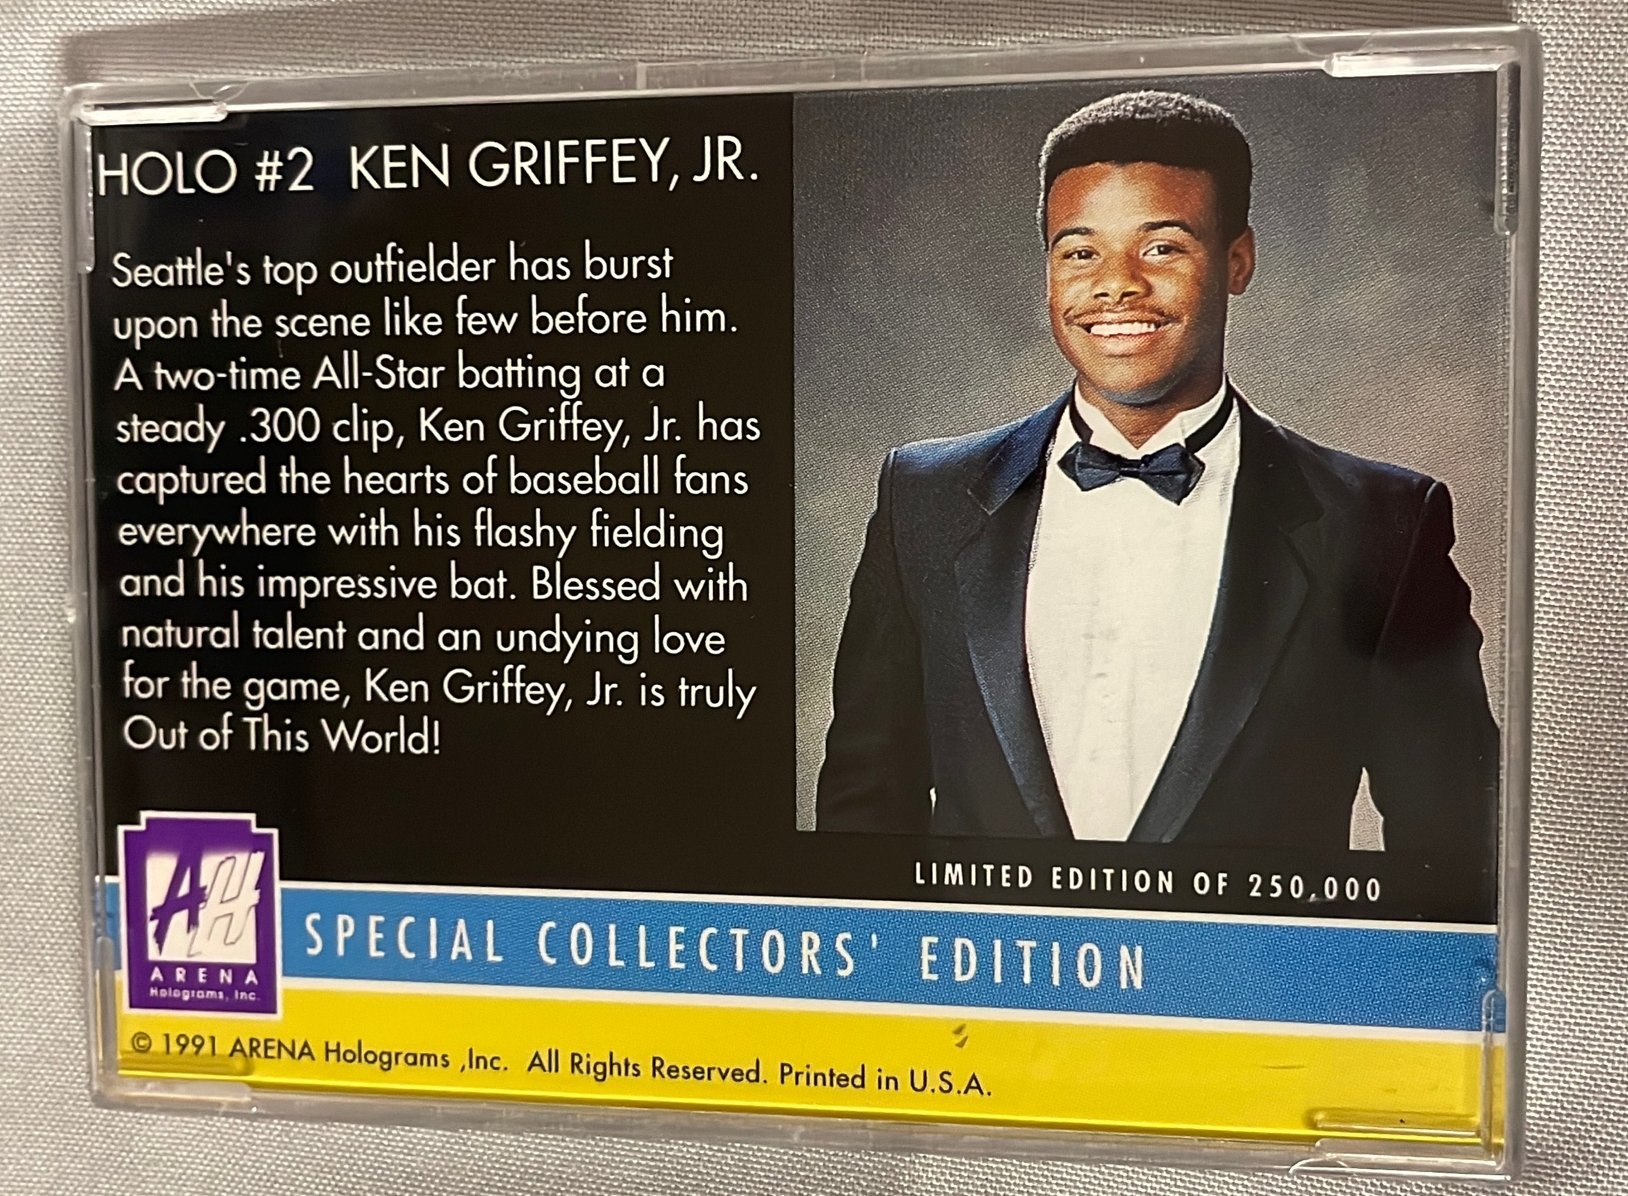 HOLO #2 KEN GRIFFEY, JR.
Seattle's top outfielder has burst
upon the scene like few before him.
A two-time All-Star batting at a
steady .300 clip, Ken Griffey, Jr. has
captured the hearts of baseball fans
everywhere with his flashy fielding
and his impressive bat. Blessed with
natural talent and an undying love
for the game, Ken Griffey, Jr. is truly
Out of This World!
LIMITED EDITION OF 250,000
AH
ARENA
Holograms, Inc.
SPECIAL COLLECTORS' EDITION
© 1991 ARENA Holograms ,Inc. All Rights Reserved. Printed in U.S.A.